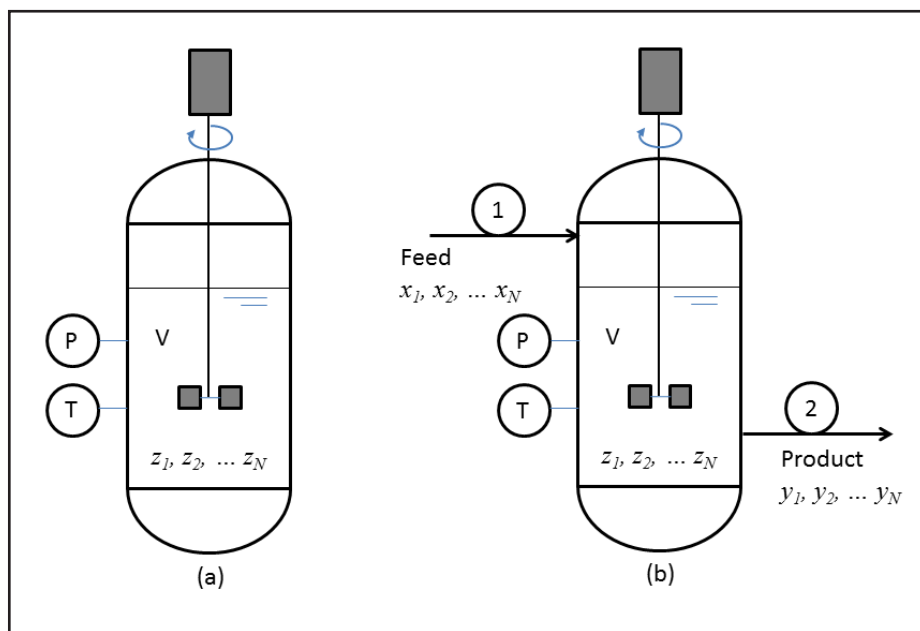 P
V
T
z1, z2, ... zN
(a)
1
Feed
x1, x2, ... xN
P
V
T
z1, z2, ... zN
2
Product
y1, y2, ... yN
(b)